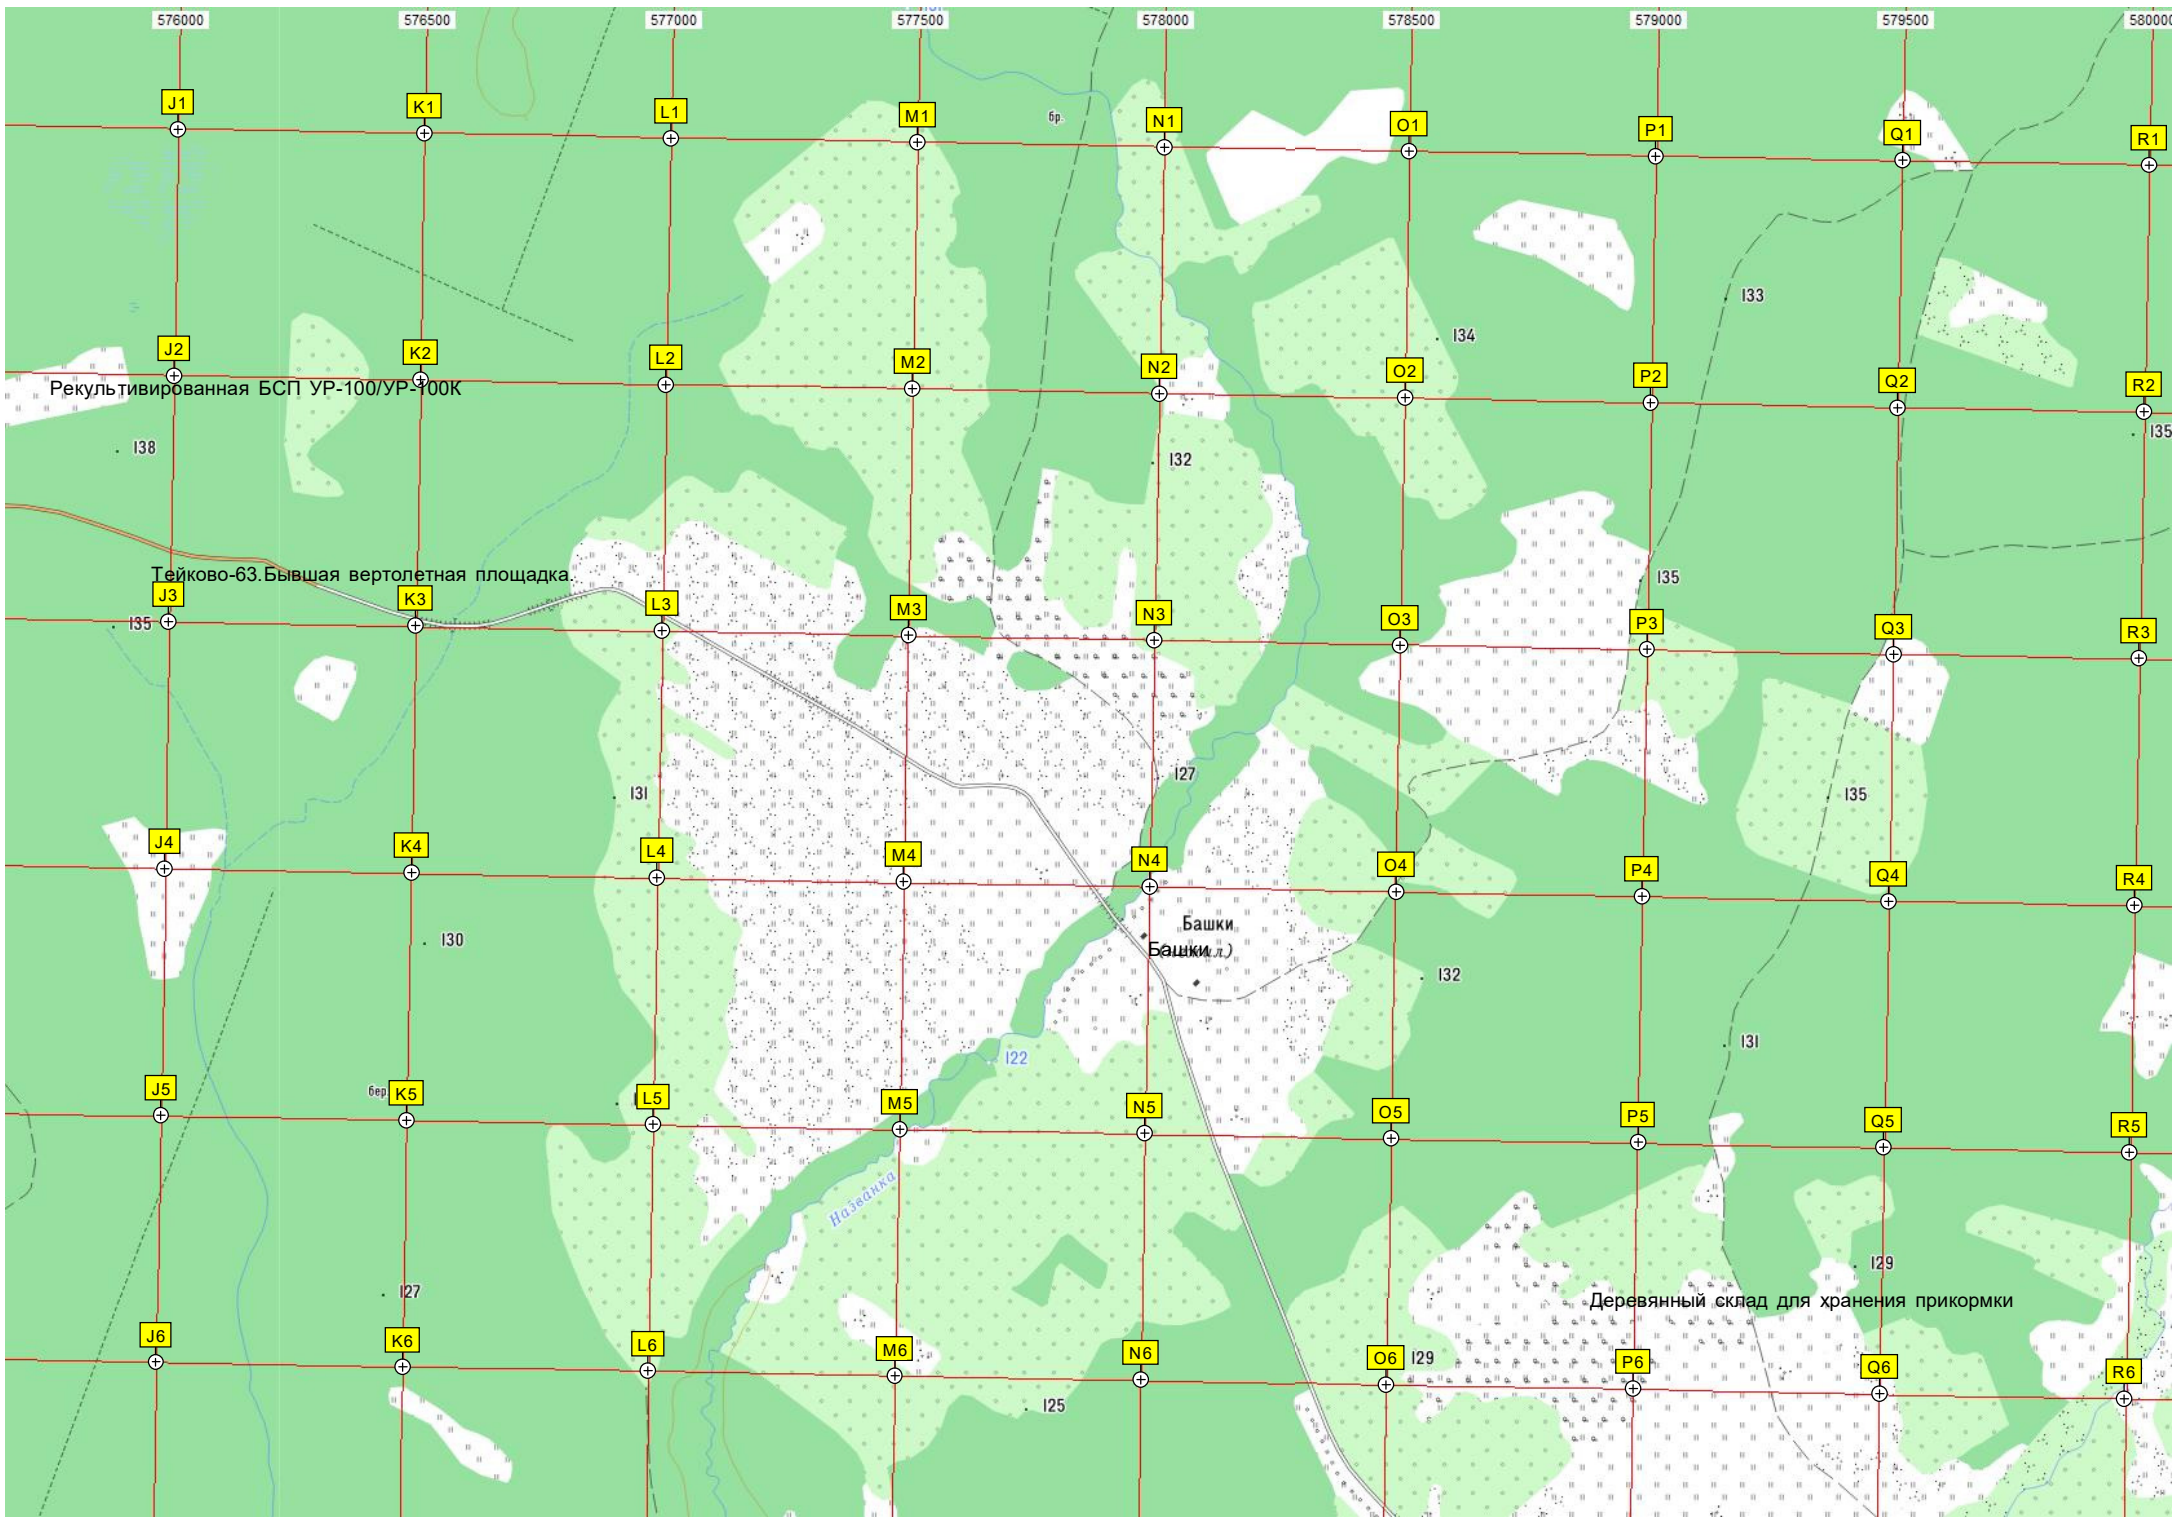 576000 576500 577000 577500 578000 578500 579000 579500 580000
J1 K1 L1 M1 бр. N1 O1 P1 Q1 R1
133
134
J2 K2 L2 M2 N2 O2 P2 Q2 R2
Рекультивированная БСП УР-100/УР-100К
138 132 135
Тейково-63.Бывшая вертолетная площадка.
135
J3 K3 L3 M3 N3 O3 P3 Q3 R3
135
127
131 135
J4 K4 L4 M4 N4 O4 P4 Q4 R4
Башки
130
Башки
132
122
131
J5 бер. K5 L5 M5 N5 O5 P5 Q5 R5
Названка
129
127
Деревянный склад для хранения прикормки
J6 K6 L6 M6 N6 O6 129 P6 Q6 R6
125